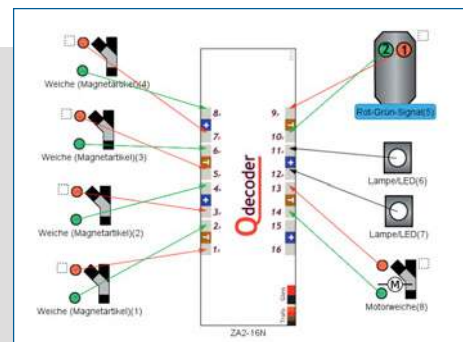 Weiche (Magnetartikel)(4)
Weiche (Magnetartikel)(3)
Weiche (Magnetartikel)(2)
Weiche (Magnetartikel)(1)
8
+
7
6
T
5
4
+
3
2
T
1
Qdecoder
9
T
10
11
+
12
13
T
14
15
+
16
Trafo
ZA2-16N
2 1
Rot-Grün-Signal(5)
Lampe/LED(6)
Lampe/LED(7)
M
Motorweiche(8)